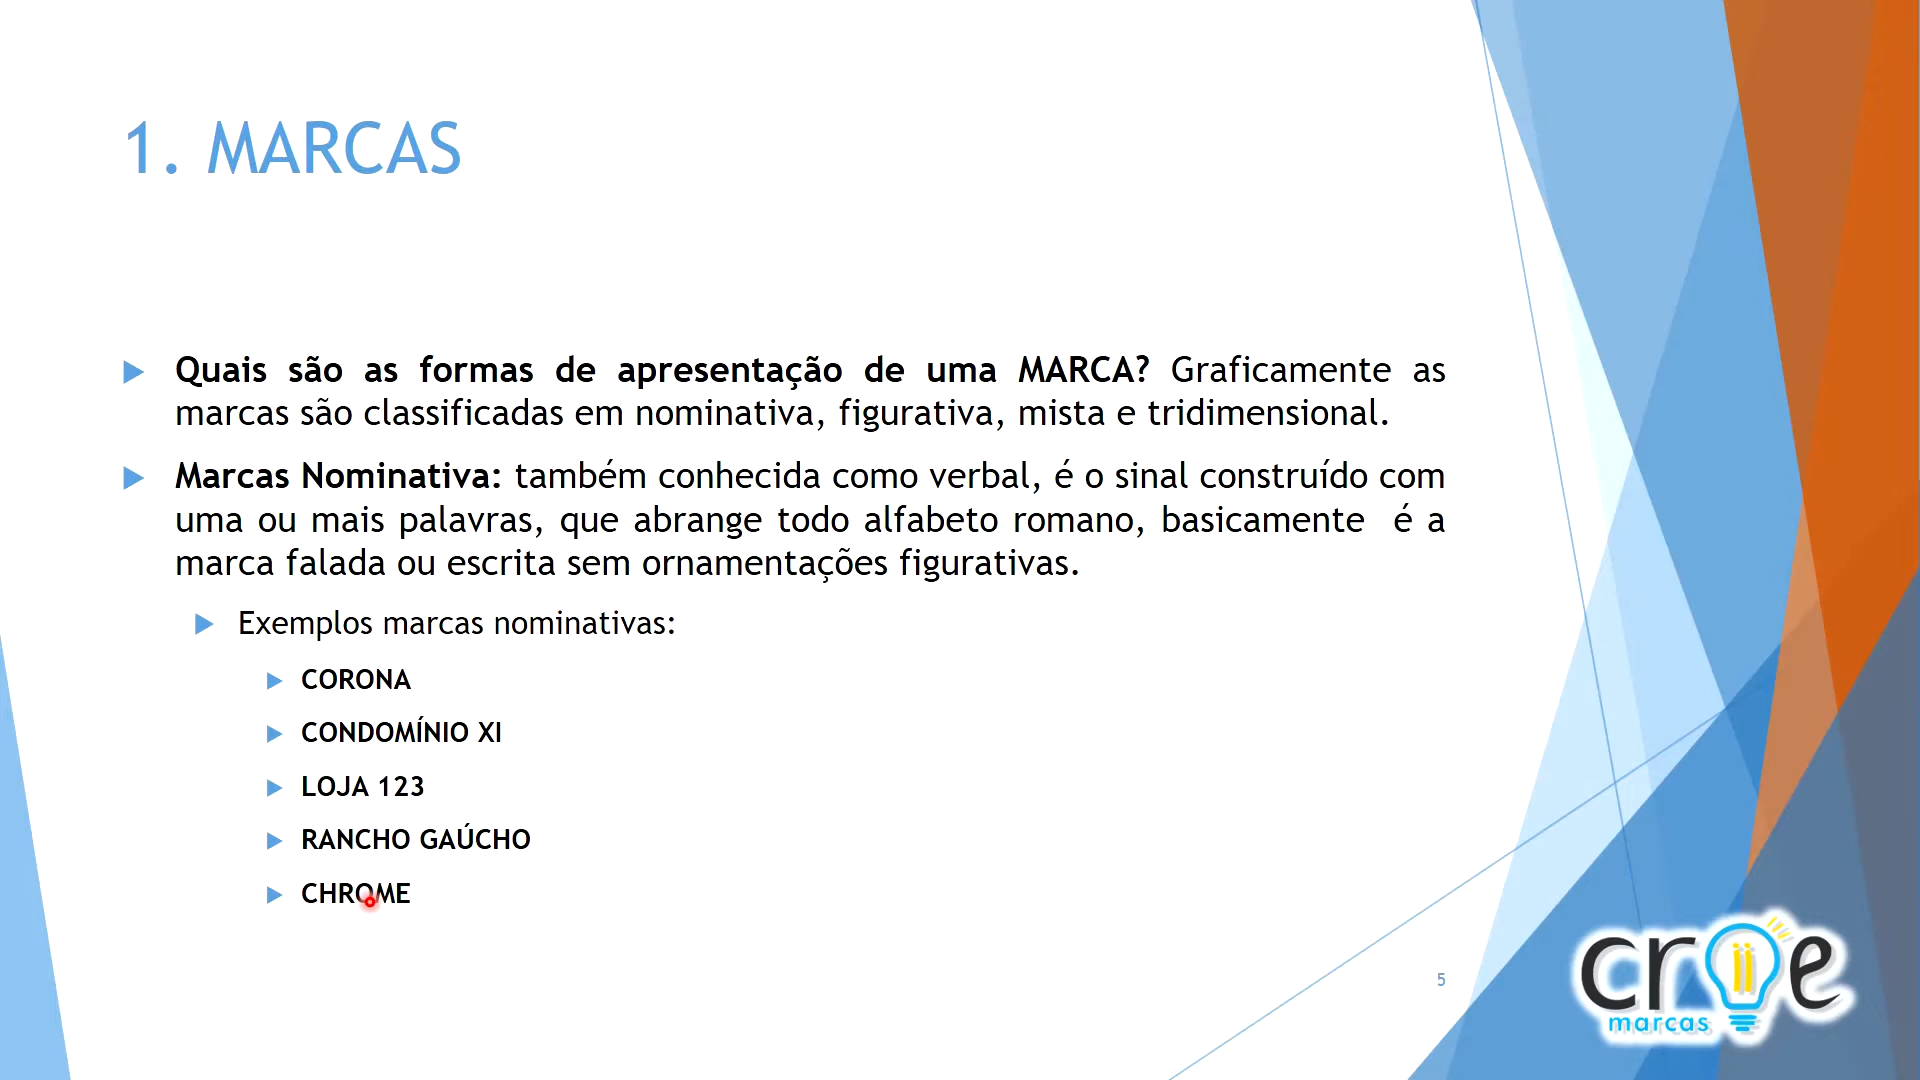 1. MARCAS
Quais são as formas de apresentação de uma MARCA? Graficamente as
marcas são classificadas em nominativa, figurativa, mista e tridimensional.
Marcas Nominativa: também conhecida como verbal, é o sinal construído com
uma ou mais palavras, que abrange todo alfabeto romano, basicamente é a
marca falada ou escrita sem ornamentações figurativas.
Exemplos marcas nominativas:
CORONA
CONDOMÍNIO XI
LOJA 123
RANCHO GAÚCHO
CHROME
5
criie
marcas